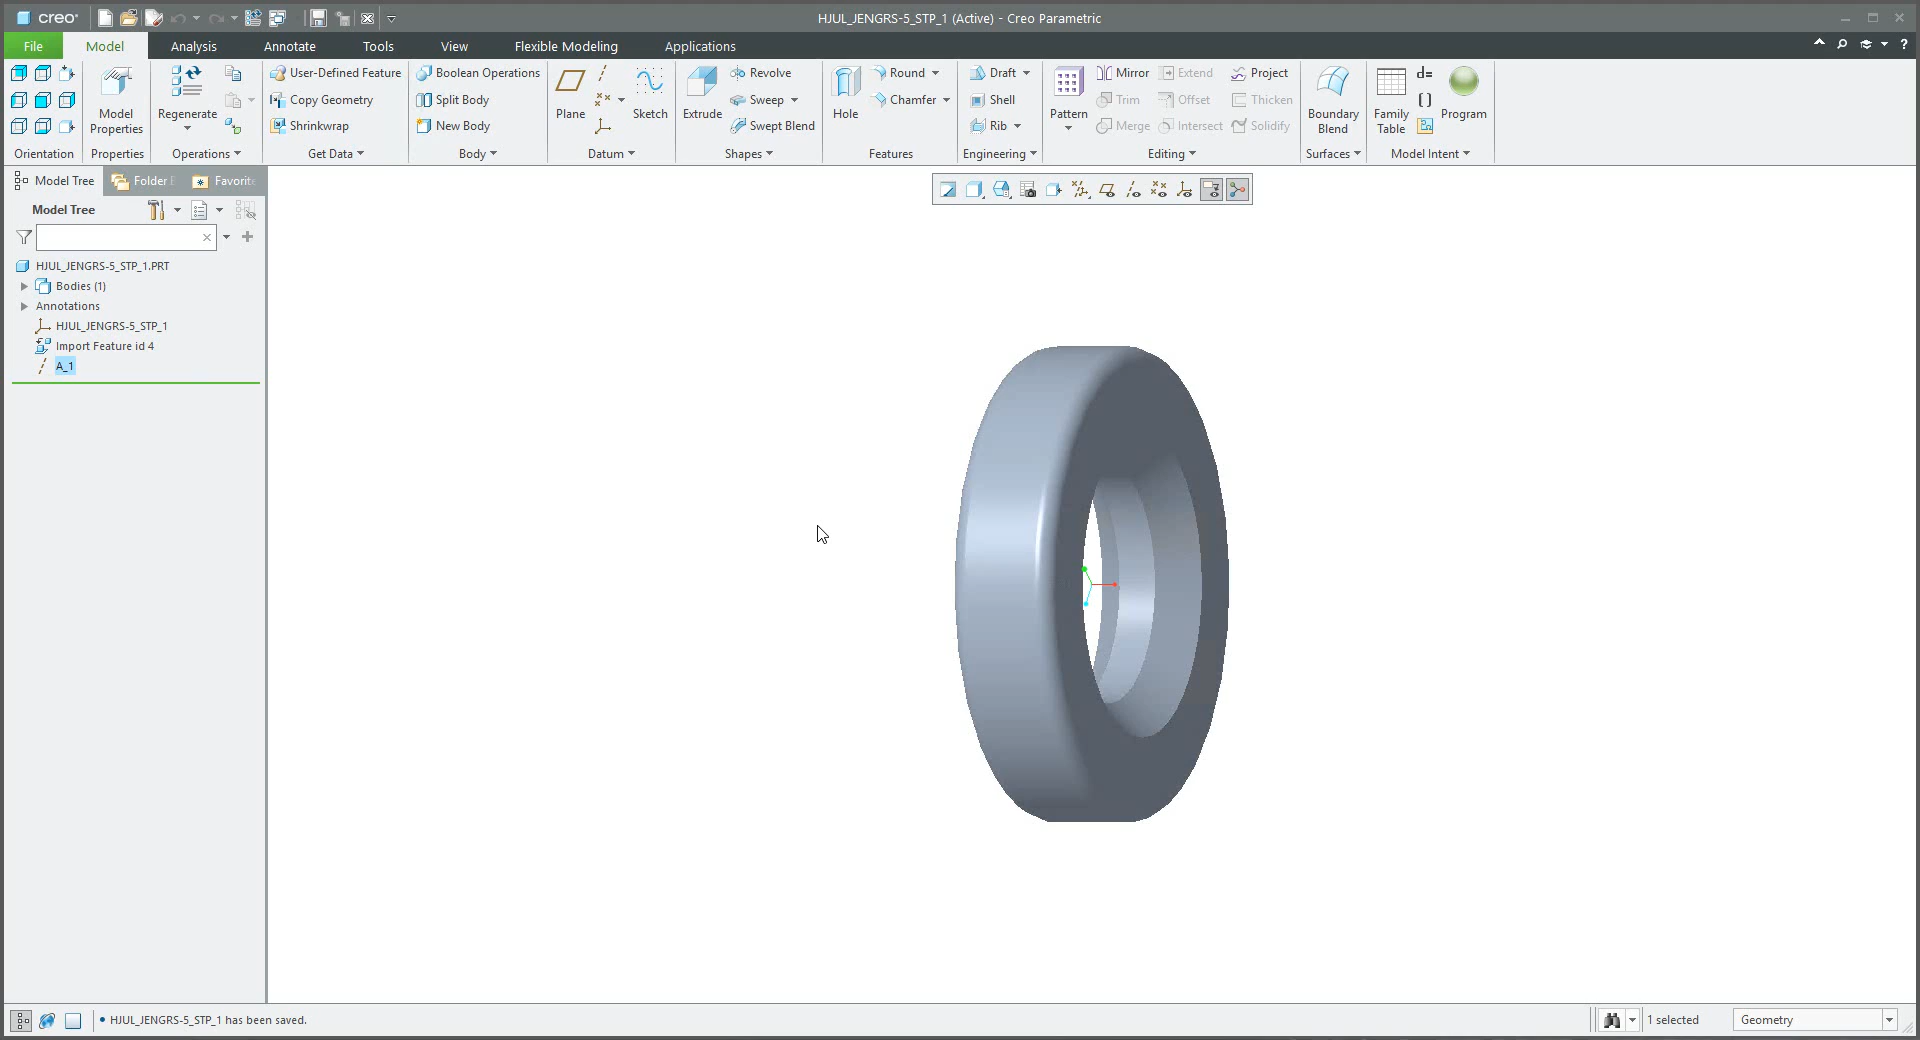 creo
HJUL_JENGRS-5_STP_1 (Active) - Creo Parametric
File
Model
Analysis
Annotate
Tools
View
Flexible Modeling
Applications
?
Model Properties
Properties
Orientation
Regenerate
Operations
User-Defined Feature
Copy Geometry
Shrinkwrap
Get Data
Boolean Operations
Split Body
New Body
Body
Plane
Sketch
Datum
Extrude
Revolve
Sweep
Swept Blend
Shapes
Hole
Round
Chamfer
Features
Draft
Shell
Rib
Engineering
Pattern
Mirror
Extend
Project
Trim
Offset
Thicken
Merge
Intersect
Solidify
Editing
Boundary Blend
Surfaces
Family Table
d=
[ ]
Program
Model Intent
Model Tree
Folder
Favorite
Model Tree
HJUL_JENGRS-5_STP_1.PRT
Bodies (1)
Annotations
HJUL_JENGRS-5_STP_1
Import Feature id 4
A_1
• HJUL_JENGRS-5_STP_1 has been saved.
1 selected
Geometry